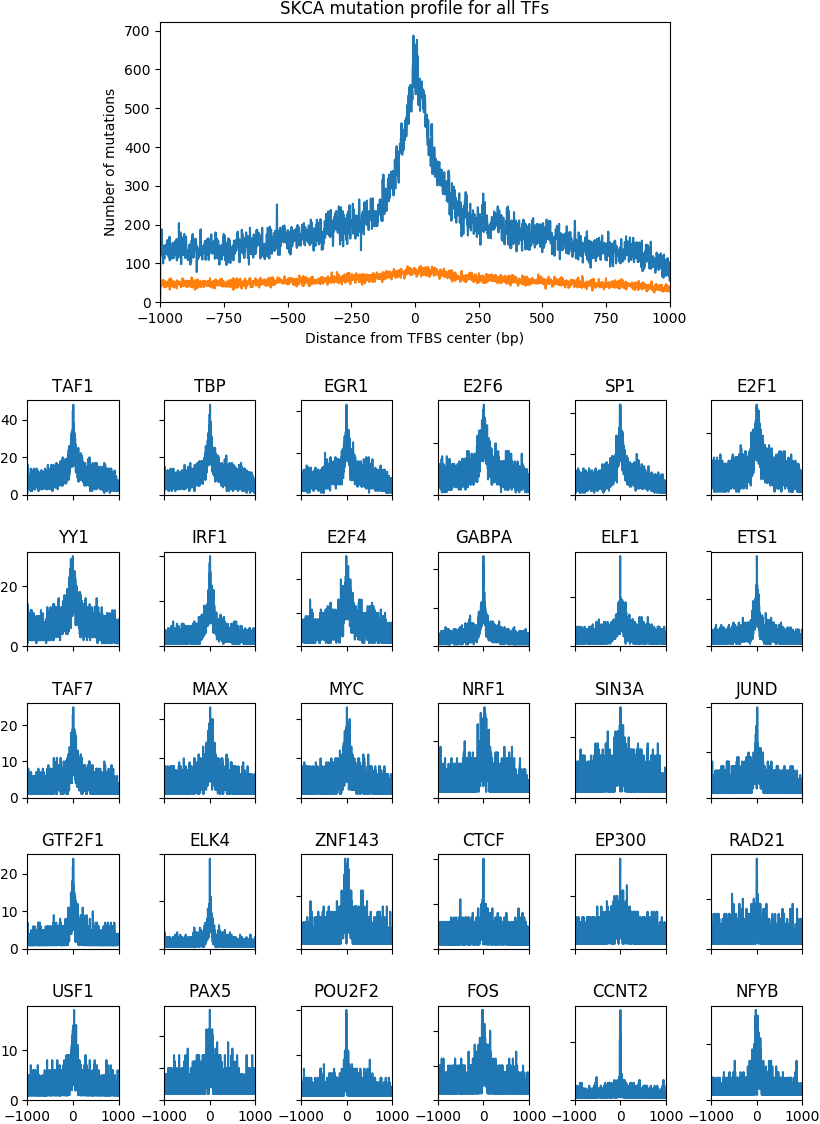 SKCA mutation profile for all TFs
700
600
500
400
300
200
100
0
Number of mutations
−1000 −750 −500 −250 0 250 500 750 1000
Distance from TFBS center (bp)
TAF1 TBP EGR1 E2F6 SP1 E2F1
40
20
0
YY1 IRF1 E2F4 GABPA ELF1 ETS1
20
0
TAF7 MAX MYC NRF1 SIN3A JUND
20
10
0
GTF2F1 ELK4 ZNF143 CTCF EP300 RAD21
20
10
0
USF1 PAX5 POU2F2 FOS CCNT2 NFYB
10
0
−1000 0 1000 −1000 0 1000 −1000 0 1000 −1000 0 1000 −1000 0 1000 −1000 0 1000